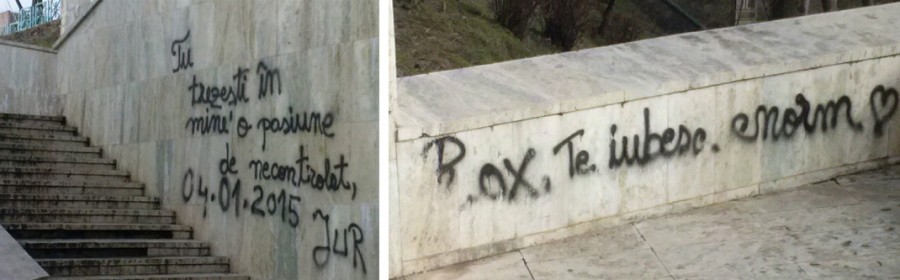 Tu
trezești în
mine o pasiune
de necontrolat,
04.01.2015
JUR
R.OX. Te iubesc. enorm ♡